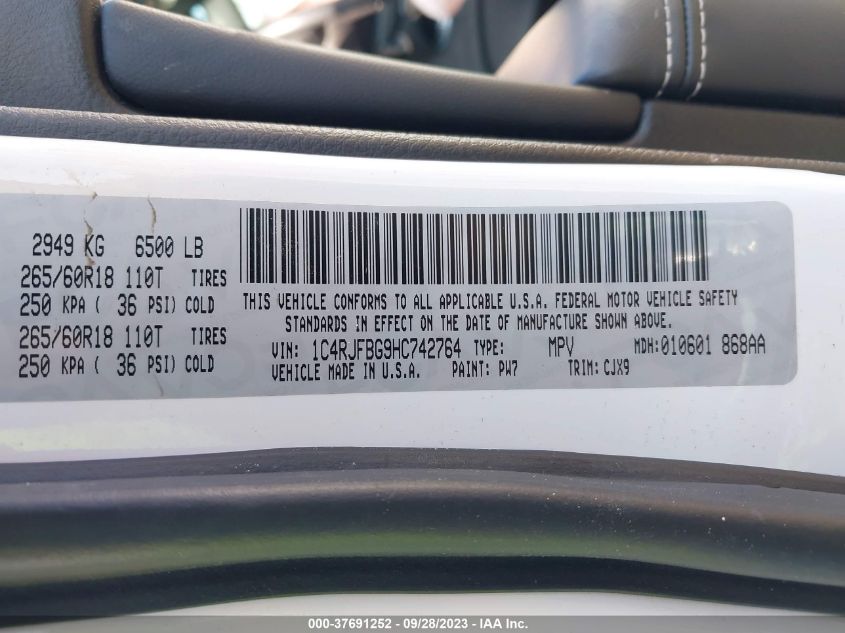 2949 KG 6500 LB
265/60R18 110T TIRES
250 KPA ( 36 PSI) COLD
265/60R18 110T TIRES
250 KPA ( 36 PSI) COLD
THIS VEHICLE CONFORMS TO ALL APPLICABLE U.S.A. FEDERAL MOTOR VEHICLE SAFETY
STANDARDS IN EFFECT ON THE DATE OF MANUFACTURE SHOWN ABOVE.
VIN: 1C4RJFBG9HC742764 TYPE: MPV MDH:010601 868AA
VEHICLE MADE IN U.S.A. PAINT: PW7 TRIM: CJX9
000-37691252 - 09/28/2023 - IAA Inc.